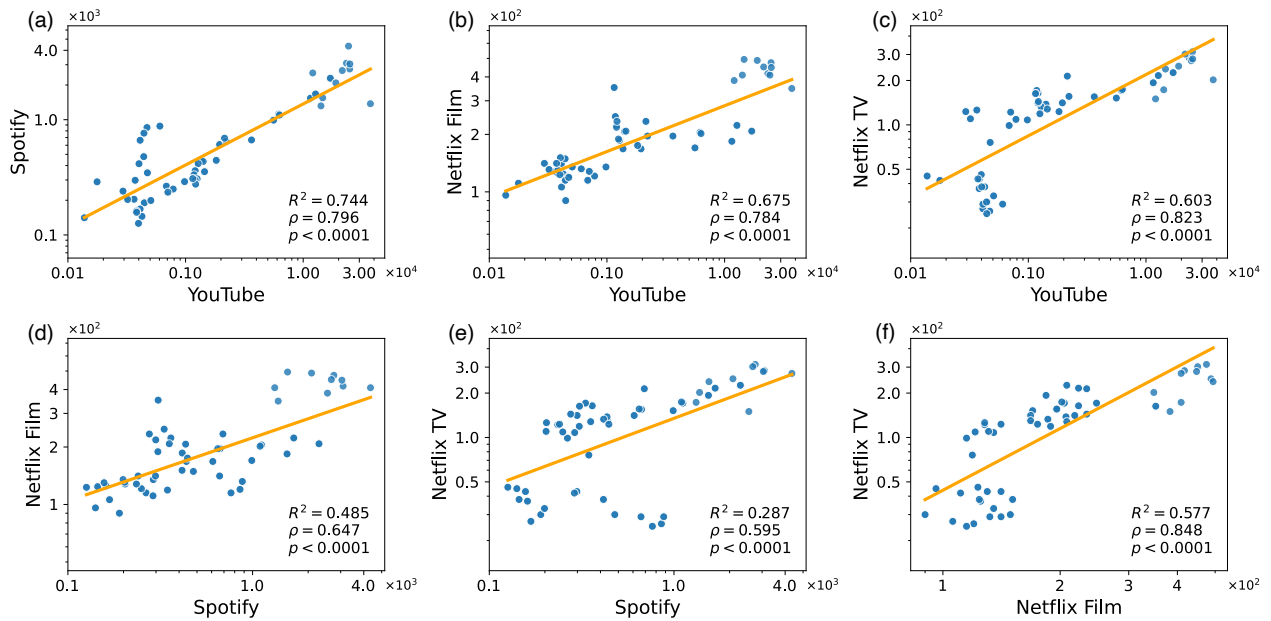 (a)
×10³
Spotify
4.0
1.0
0.1
R² = 0.744
ρ = 0.796
p < 0.0001
0.01 0.10 1.00 3.00 ×10⁴
YouTube
(b)
×10²
Netflix Film
4
3
2
1
R² = 0.675
ρ = 0.784
p < 0.0001
0.01 0.10 1.00 3.00 ×10⁴
YouTube
(c)
×10²
Netflix TV
3.0
1.0
0.5
R² = 0.603
ρ = 0.823
p < 0.0001
0.01 0.10 1.00 3.00 ×10⁴
YouTube
(d)
×10²
Netflix Film
4
3
2
1
R² = 0.485
ρ = 0.647
p < 0.0001
0.1 1.0 4.0 ×10³
Spotify
(e)
×10²
Netflix TV
3.0
1.0
0.5
R² = 0.287
ρ = 0.595
p < 0.0001
0.1 1.0 4.0 ×10³
Spotify
(f)
×10²
Netflix TV
3.0
1.0
0.5
R² = 0.577
ρ = 0.848
p < 0.0001
1 2 3 4 ×10²
Netflix Film